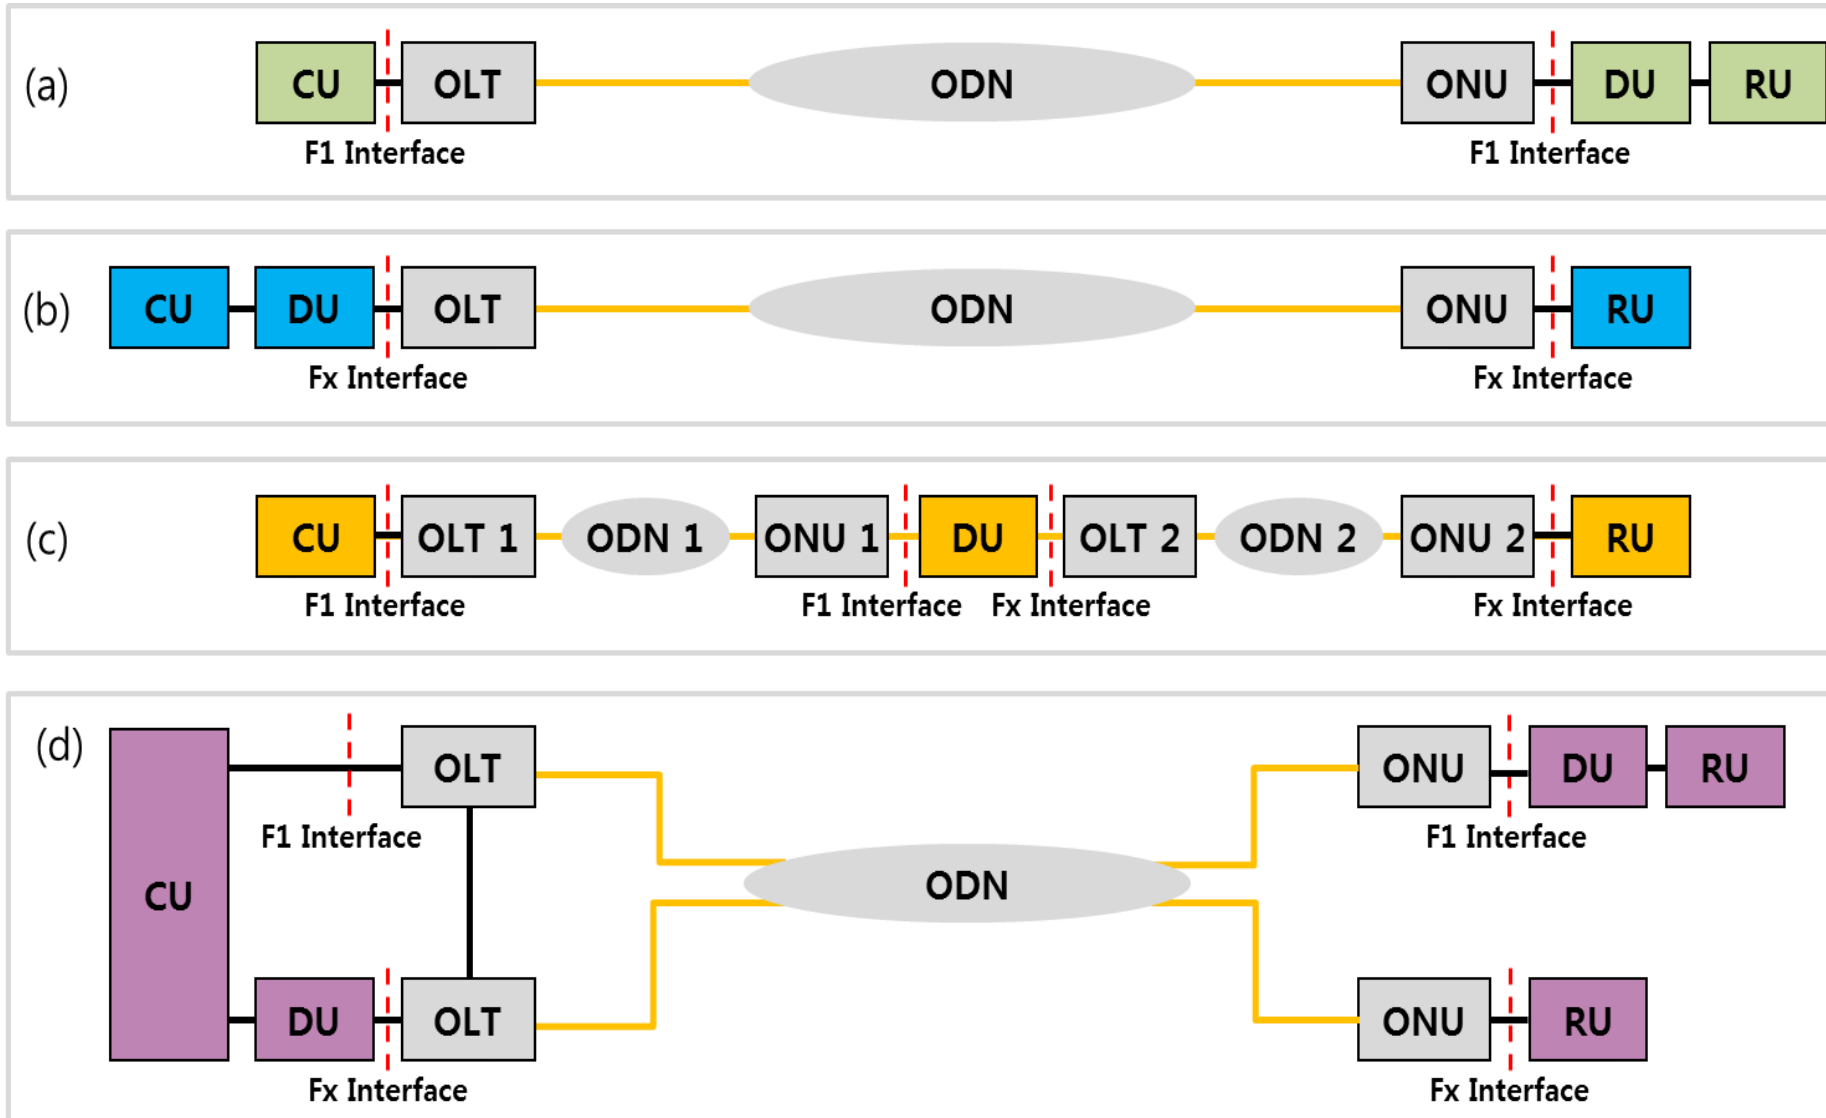 (a) CU OLT ODN ONU DU RU
F1 Interface F1 Interface
(b) CU DU OLT ODN ONU RU
Fx Interface Fx Interface
(c) CU OLT 1 ODN 1 ONU 1 DU OLT 2 ODN 2 ONU 2 RU
F1 Interface F1 Interface Fx Interface Fx Interface
(d) OLT ONU DU RU
F1 Interface F1 Interface
CU ODN
DU OLT ONU RU
Fx Interface Fx Interface